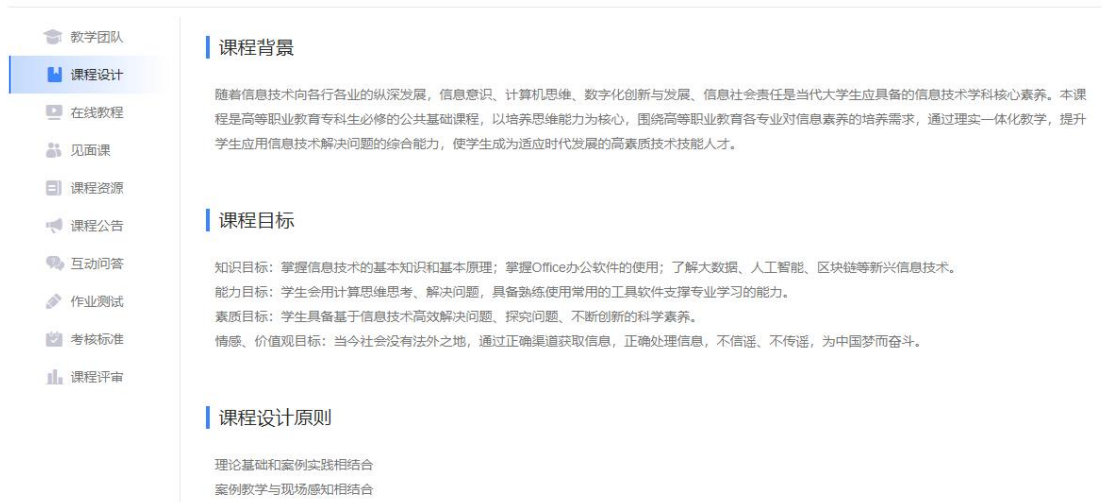 教学团队
课程设计
在线教程
见面课
课程资源
课程公告
互动问答
作业测试
考核标准
课程评审
课程背景
随着信息技术向各行各业的纵深发展，信息意识、计算机思维、数字化创新与发展、信息社会责任是当代大学生应具备的信息技术学科核心素养。本课
程是高等职业教育专科生必修的公共基础课程，以培养思维能力为核心，围绕高等职业教育各专业对信息素养的培养需求，通过理实一体化教学，提升
学生应用信息技术解决问题的综合能力，使学生成为适应时代发展的高素质技术技能人才。
课程目标
知识目标：掌握信息技术的基本知识和基本原理；掌握Office办公软件的使用；了解大数据、人工智能、区块链等新兴信息技术。
能力目标：学生会用计算思维思考、解决问题，具备熟练使用常用的工具软件支撑专业学习的能力。
素质目标：学生具备基于信息技术高效解决问题、探究问题、不断创新的科学素养。
情感、价值观目标：当今社会没有法外之地，通过正确渠道获取信息，正确处理信息，不信谣、不传谣，为中国梦而奋斗。
课程设计原则
理论基础和案例实践相结合
案例教学与现场感知相结合